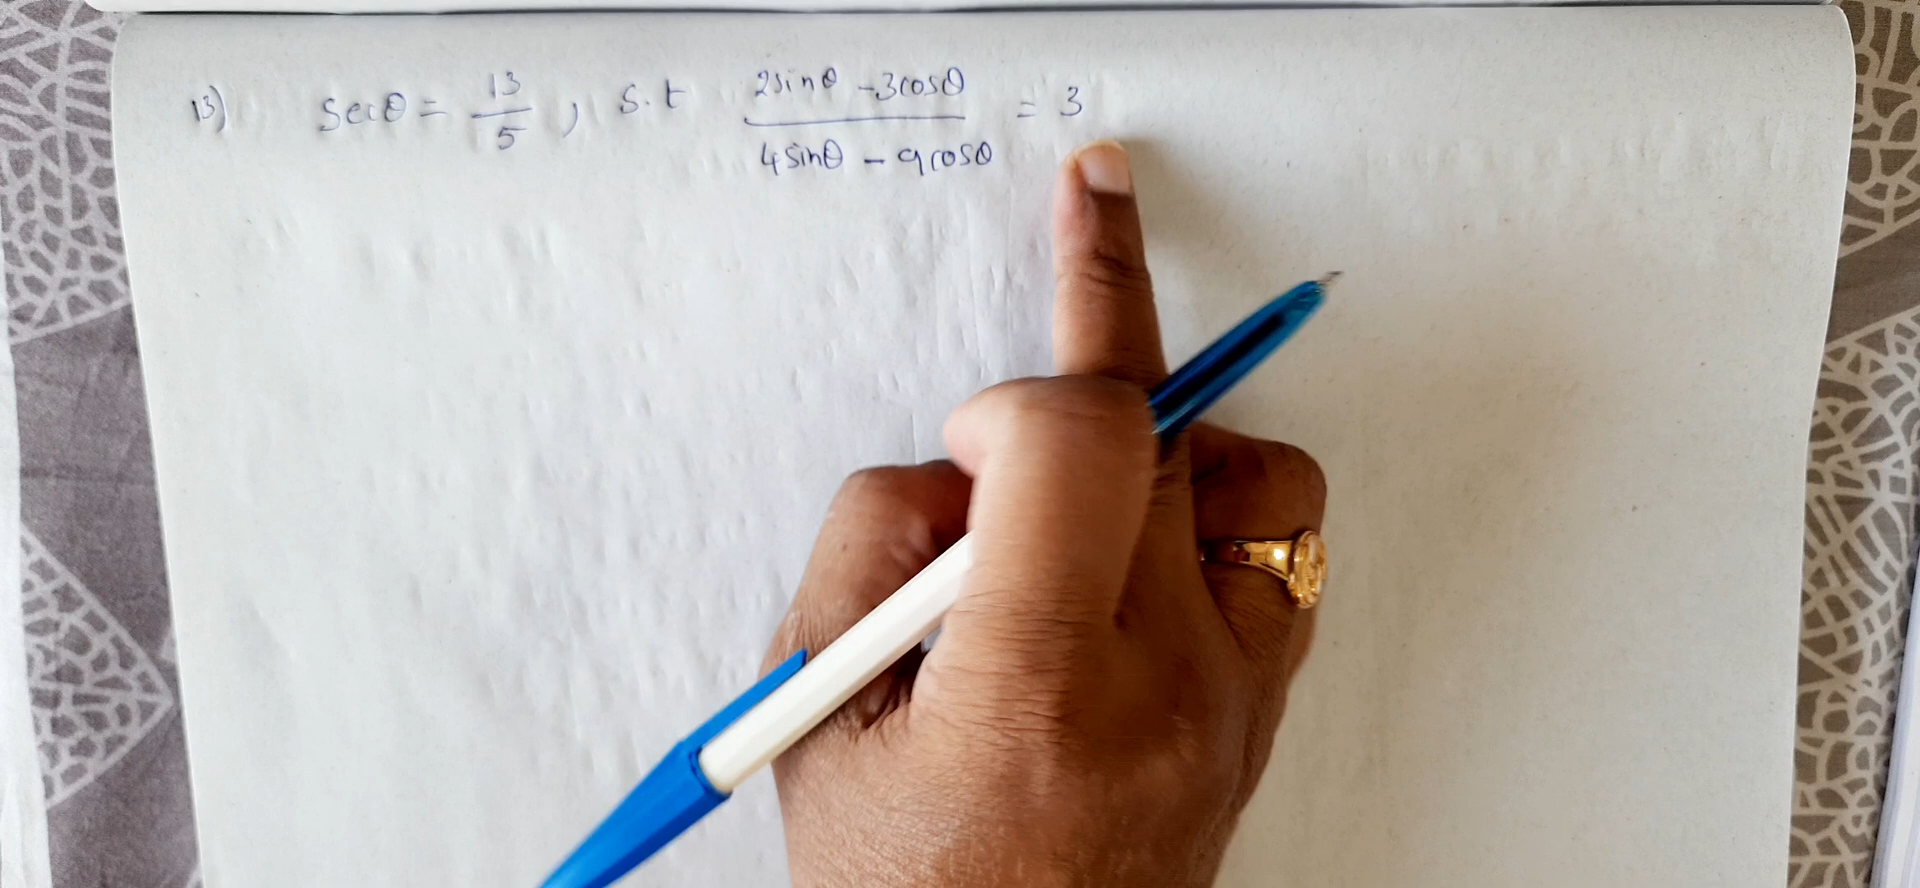 13) secθ = 13/5, s.t (2sinθ - 3cosθ)/(4sinθ - 9cosθ) = 3